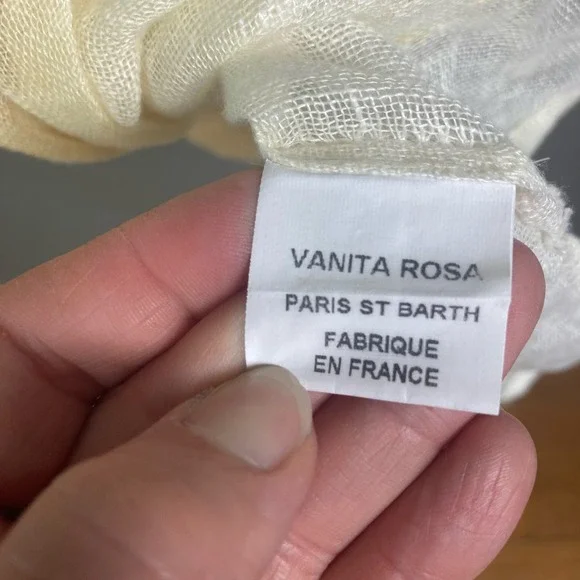 VANITA ROSA
PARIS ST BARTH
FABRIQUE
EN FRANCE